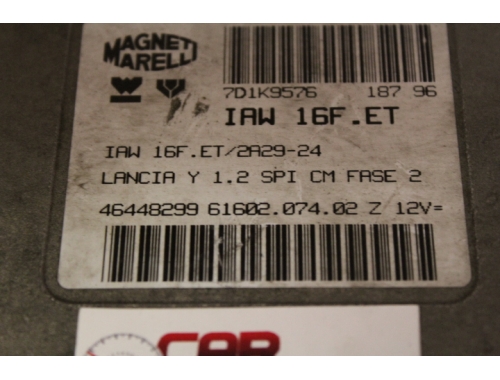 MAGNETI
MARELLI
7D1K9576 187 96
IAW 16F.ET
IAW 16F.ET/2A29-24
LANCIA Y 1.2 SPI CM FASE 2
46448299 61602.074.02 Z 12V=
CAR